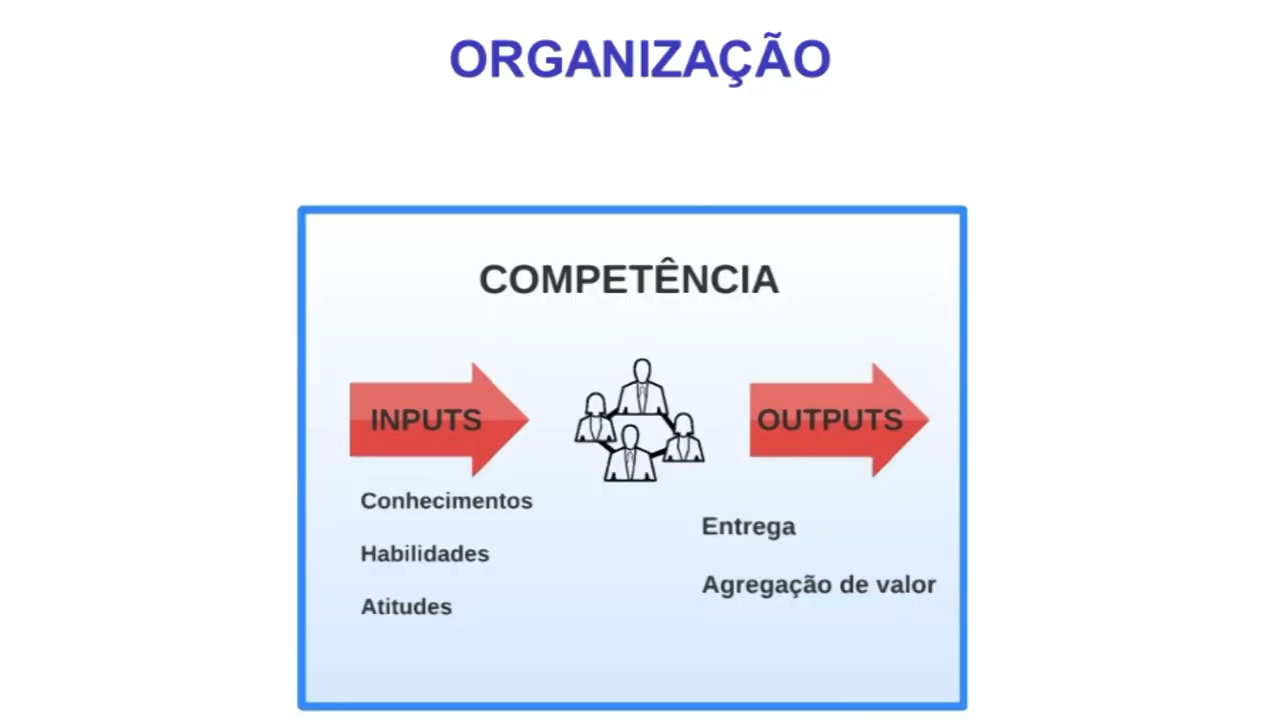 ORGANIZAÇÃO
COMPETÊNCIA
INPUTS
OUTPUTS
Conhecimentos
Habilidades
Atitudes
Entrega
Agregação de valor